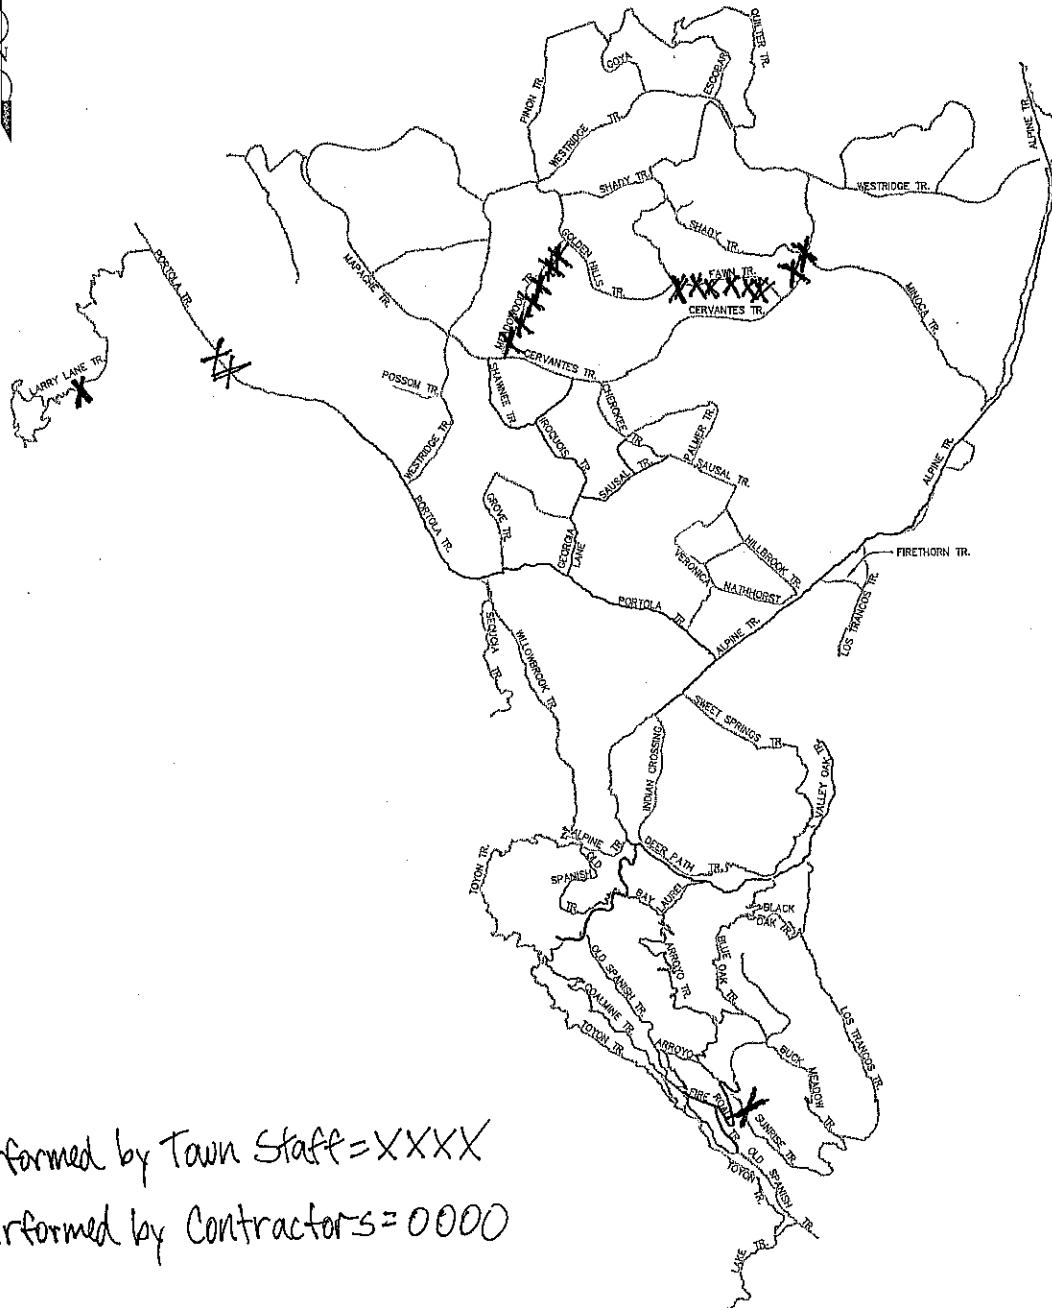 QUILTER TR.
GOYA
ESCOBAR
PINON TR.
WESTRIDGE TR.
ALPINE TR.
SHADY TR.
WESTRIDGE TR.
SHADY TR.
GOLDEN HILLS TR.
FAWN TR.
XXXXXXX
CERVANTES TR.
MEADOWOOD TR.
MAPACHE TR.
PORTOLA TR.
MINOCA TR.
LARRY LANE TR.
X
CERVANTES TR.
POSSOM TR.
SHAWNEE TR.
CHEROKEE TR.
PALMER TR.
IROQUOIS TR.
WESTRIDGE TR.
SAUSAL TR.
SAUSAL TR.
ALPINE TR.
PORTOLA TR.
GROVE TR.
GEORGIA LANE
HILLBROOK TR.
FIRETHORN TR.
VERONICA
NATHHORST
LOS TRANCOS TR.
PORTOLA TR.
ALPINE TR.
SEQUOIA TR.
WILLOWBROOK TR.
SWEET SPRINGS TR.
INDIAN CROSSING
VALLEY OAK TR.
ALPINE TR.
DEER PATH TR.
TOYON TR.
OLD SPANISH TR.
BAY LAUREL
BLACK OAK TR.
BLUE OAK TR.
ARROYO TR.
OLD SPANISH TR.
COALMINE TR.
TOYON TR.
LOS TRANCOS TR.
ARROYO
BUCK MEADOW TR.
FIRE ROAD TR.
X
SUNRISE TR.
OLD SPANISH TR.
TOYON TR.
LAKE TR.
formed by Town Staff=XXXX
rformed by Contractors=0000